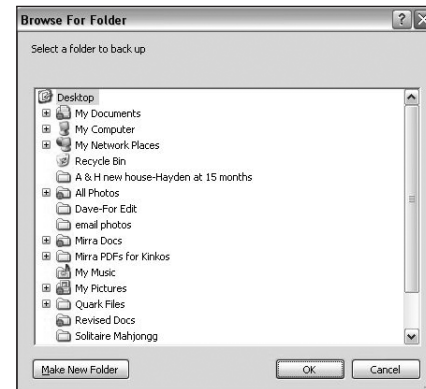 Browse For Folder
Select a folder to back up
Desktop
My Documents
My Computer
My Network Places
Recycle Bin
A & H new house-Hayden at 15 months
All Photos
Dave-For Edit
email photos
Mirra Docs
Mirra PDFs for Kinkos
My Music
My Pictures
Quark Files
Revised Docs
Solitaire Mahjongg
Make New Folder OK Cancel